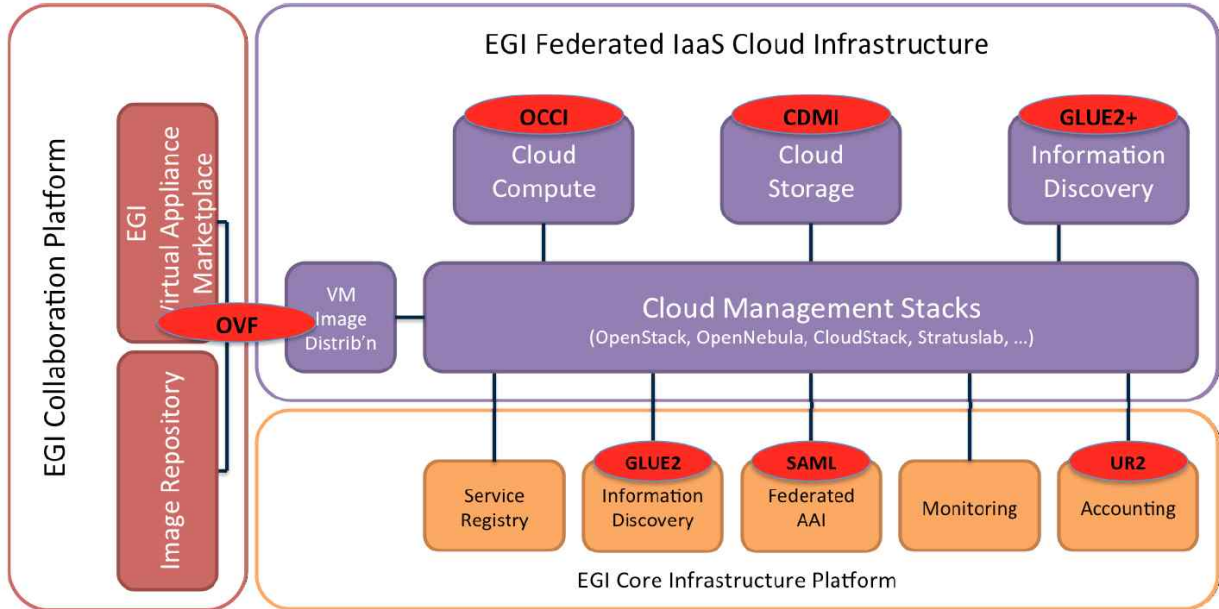 EGI Collaboration Platform
EGI
Virtual Appliance
Marketplace
OVF
Image Repository
EGI Federated IaaS Cloud Infrastructure
OCCI
Cloud
Compute
CDMI
Cloud
Storage
GLUE2+
Information
Discovery
VM
Image
Distrib'n
Cloud Management Stacks
(OpenStack, OpenNebula, CloudStack, Stratuslab, ...)
Service
Registry
GLUE2
Information
Discovery
SAML
Federated
AAI
Monitoring
UR2
Accounting
EGI Core Infrastructure Platform